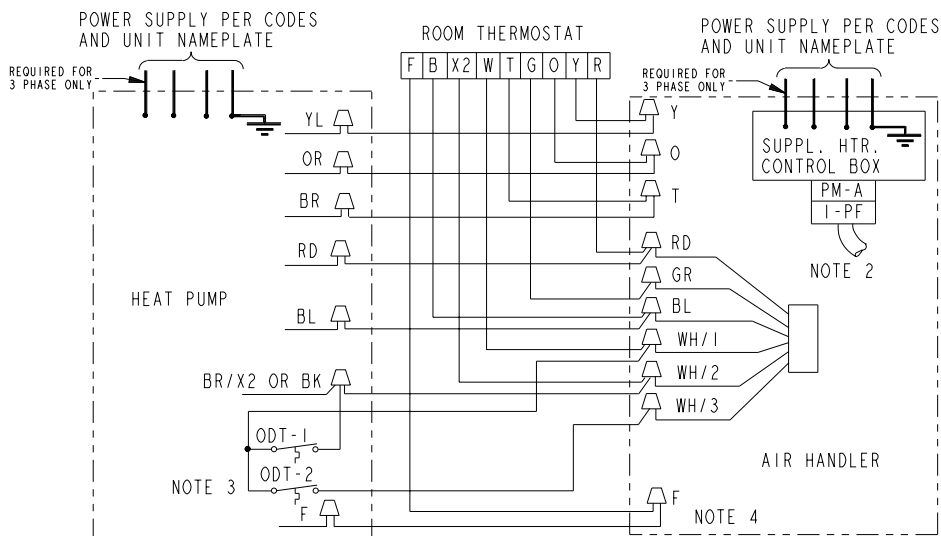 POWER SUPPLY PER CODES
AND UNIT NAMEPLATE
REQUIRED FOR
3 PHASE ONLY
ROOM THERMOSTAT
F B X2 W T G O Y R
POWER SUPPLY PER CODES
AND UNIT NAMEPLATE
REQUIRED FOR
3 PHASE ONLY
YL
OR
BR
RD
HEAT PUMP
BL
BR/X2 OR BK
ODT-1
ODT-2
NOTE 3
F
Y
O
T
RD
GR
BL
WH/1
WH/2
WH/3
F
SUPPL. HTR.
CONTROL BOX
PM-A
1-PF
NOTE 2
AIR HANDLER
NOTE 4